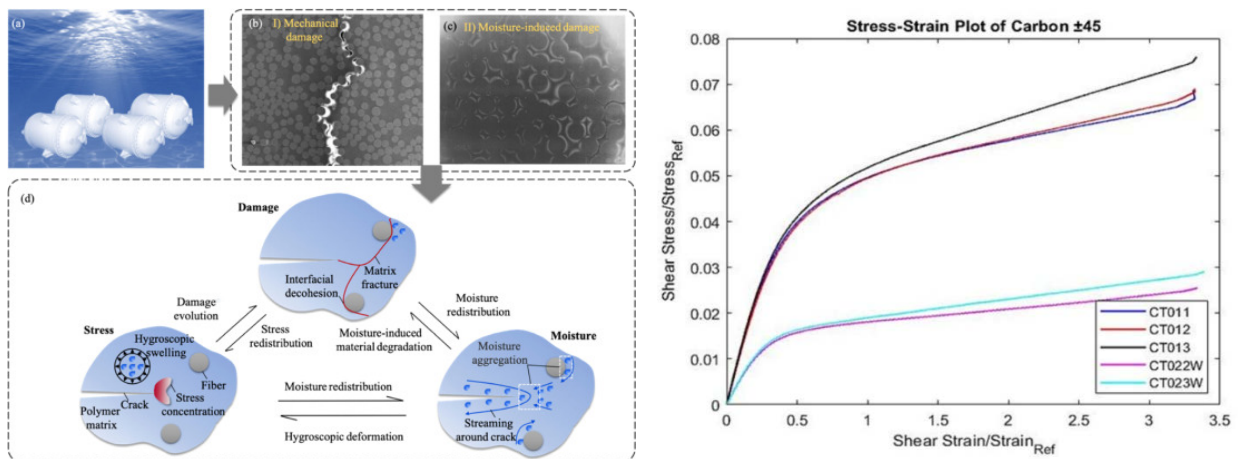 (a)
(b)
I) Mechanical
damage
(c)
II) Moisture-induced damage
(d)
Damage
Interfacial
decohesion
Matrix
fracture
Damage
evolution
Stress
redistribution
Moisture-induced
material degradation
Moisture
redistribution
Stress
Hygroscopic
swelling
Fiber
Crack
Stress
concentration
Polymer
matrix
Moisture redistribution
Hygroscopic deformation
Moisture
Moisture
aggregation
Streaming
around crack
Stress-Strain Plot of Carbon ±45
Shear Stress/Stress Ref
0.08
0.07
0.06
0.05
0.04
0.03
0.02
0.01
0
0
0.5
1
1.5
2
2.5
3
3.5
Shear Strain/Strain Ref
CT011
CT012
CT013
CT022W
CT023W